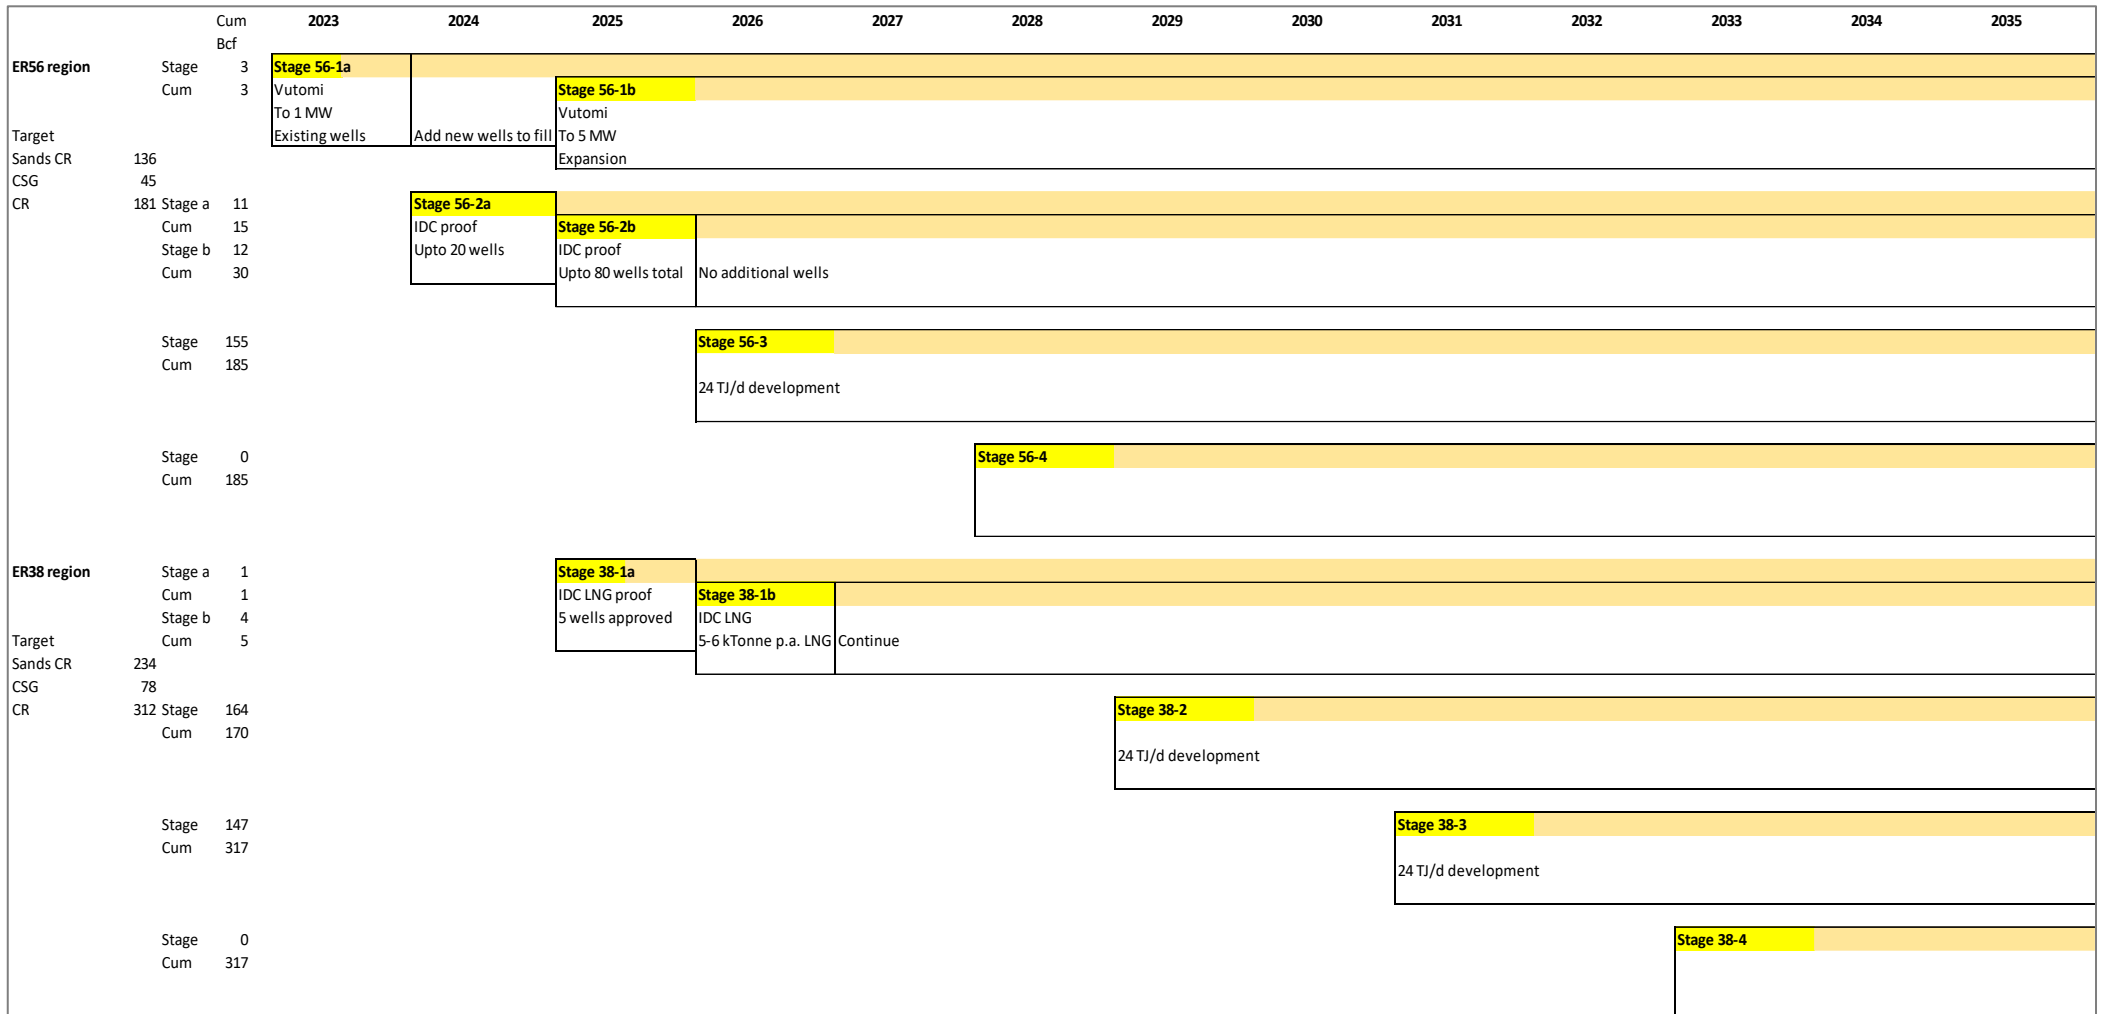 Cum 2023 2024 2025 2026 2027 2028 2029 2030 2031 2032 2033 2034 2035
Bcf
ER56 region Stage 3 Stage 56-1a
Cum 3 Vutomi Stage 56-1b
To 1 MW Vutomi
Target Existing wells Add new wells to fill To 5 MW
Sands CR 136 Expansion
CSG 45
CR 181 Stage a 11 Stage 56-2a
Cum 15 IDC proof Stage 56-2b
Stage b 12 Upto 20 wells IDC proof
Cum 30 Upto 80 wells total No additional wells
Stage 155 Stage 56-3
Cum 185
24 TJ/d development
Stage 0 Stage 56-4
Cum 185
ER38 region Stage a 1 Stage 38-1a
Cum 1 IDC LNG proof Stage 38-1b
Stage b 4 5 wells approved IDC LNG
Target Cum 5 5-6 kTonne p.a. LNG Continue
Sands CR 234
CSG 78
CR 312 Stage 164 Stage 38-2
Cum 170
24 TJ/d development
Stage 147 Stage 38-3
Cum 317
24 TJ/d development
Stage 0 Stage 38-4
Cum 317